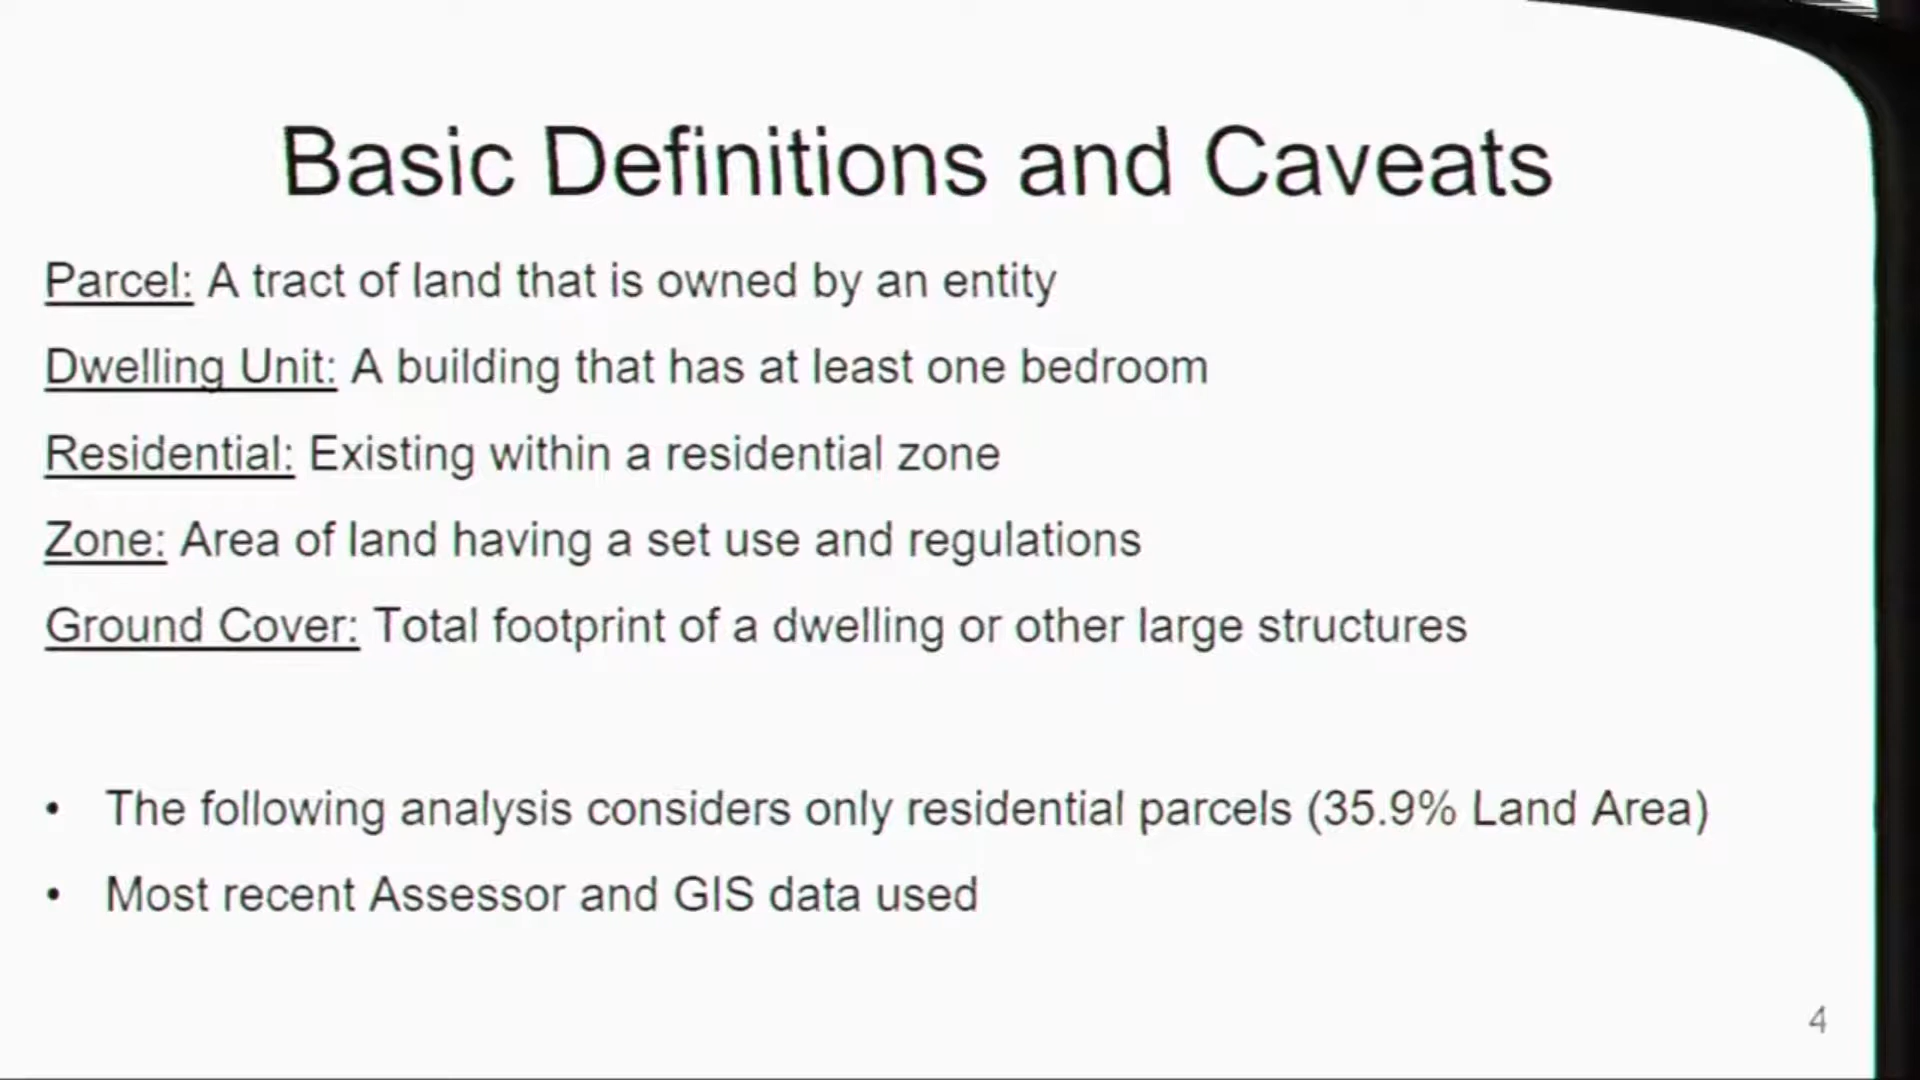 Basic Definitions and Caveats
Parcel: A tract of land that is owned by an entity
Dwelling Unit: A building that has at least one bedroom
Residential: Existing within a residential zone
Zone: Area of land having a set use and regulations
Ground Cover: Total footprint of a dwelling or other large structures
• The following analysis considers only residential parcels (35.9% Land Area)
• Most recent Assessor and GIS data used
4